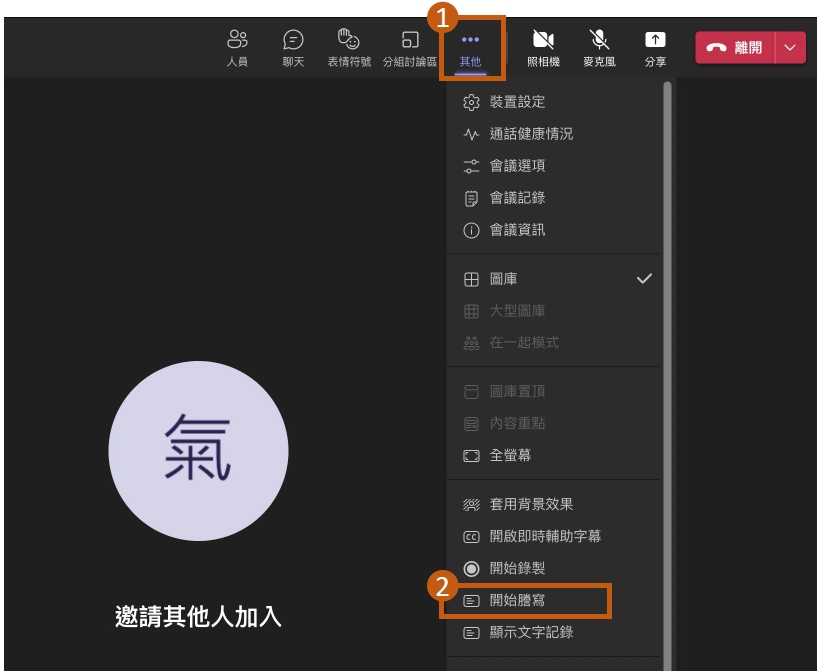 1
人員
聊天
表情符號
分組討論區
其他
照相機
麥克風
分享
離開
裝置設定
通話健康情況
會議選項
會議記錄
會議資訊
圖庫
大型圖庫
在一起模式
圖庫置頂
內容重點
全螢幕
套用背景效果
CC 開啟即時輔助字幕
開始錄製
2
開始謄寫
顯示文字記錄
氣
邀請其他人加入